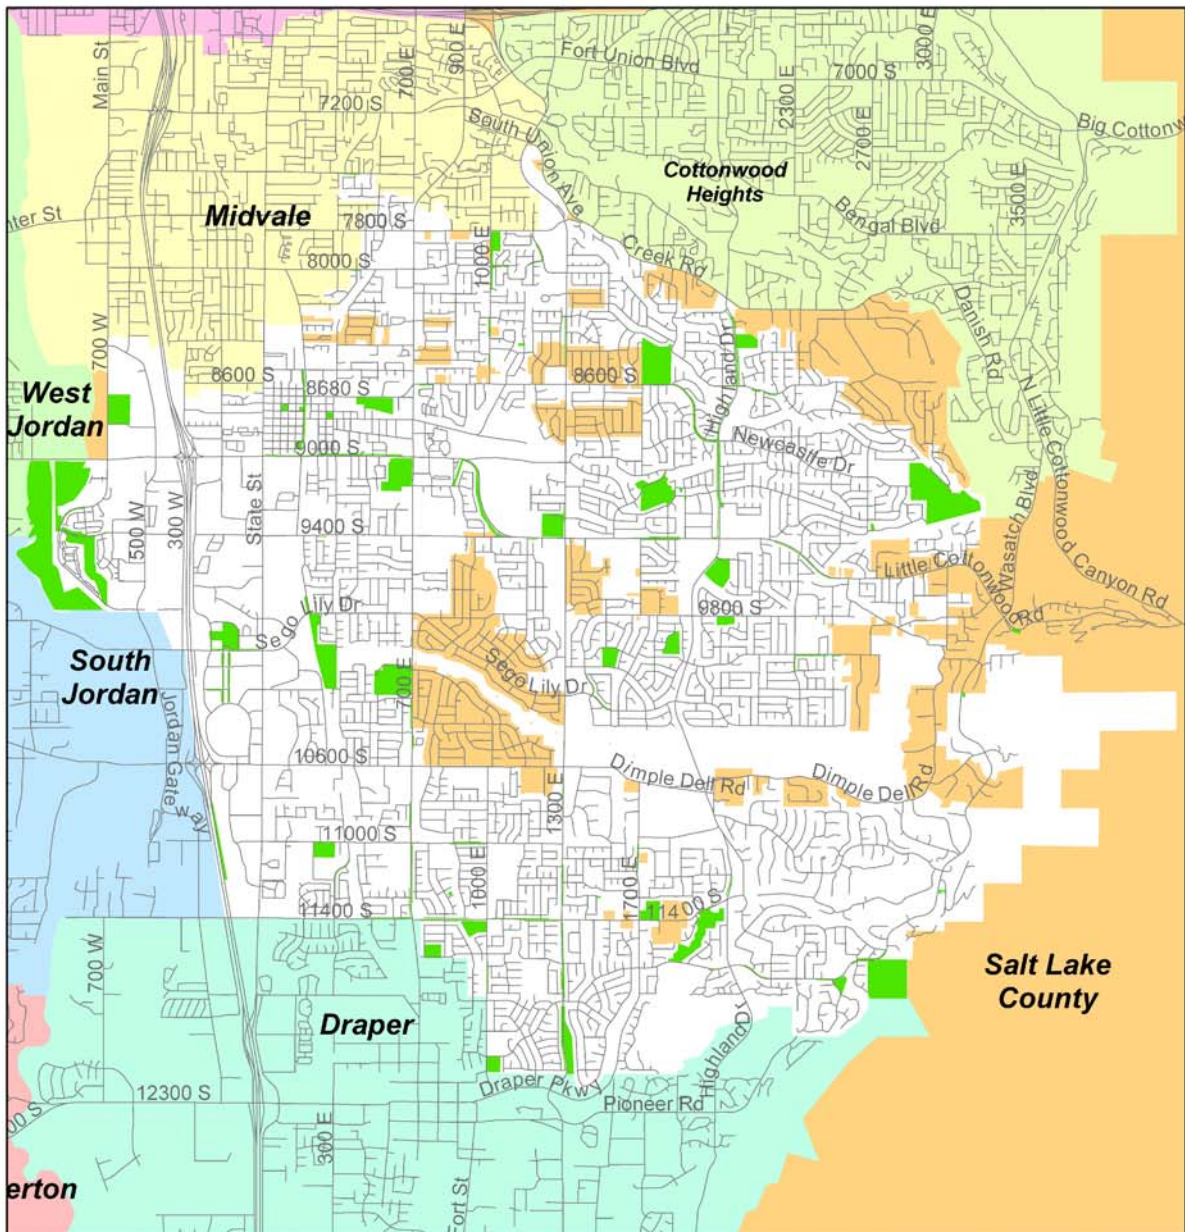 Main St
700 E
900 E
3000 E
Fort Union Blvd
2300 E
7000 S
7200 S
South Union Ave
2700 E
Big Cottonw
Cottonwood
Heights
3500 E
nter St
Midvale
7800 S
Bengal Blvd
1000 E
8000 S
Creek Rd
Danish Rd
700 W
Highland Dr
8600 S
8600 S
8680 S
West
Jordan
N Little Cottonwood Canyon Rd
Newcastle Dr
9000 S
State St
500 W
300 W
Wasatch Blvd
9400 S
Little Cottonwood Rd
9800 S
Sego Lily Dr
South
Jordan
Sego Lily Dr
700 E
Jordan Gateway
10600 S
Dimple Dell Rd
Dimple Dell Rd
1300 E
11000 S
1000 E
1700 E
11400 S
11400 S
700 W
Salt Lake
County
Draper
Highland Dr
Draper Pkwy
12300 S
Pioneer Rd
00 S
300 E
erton
Fort St